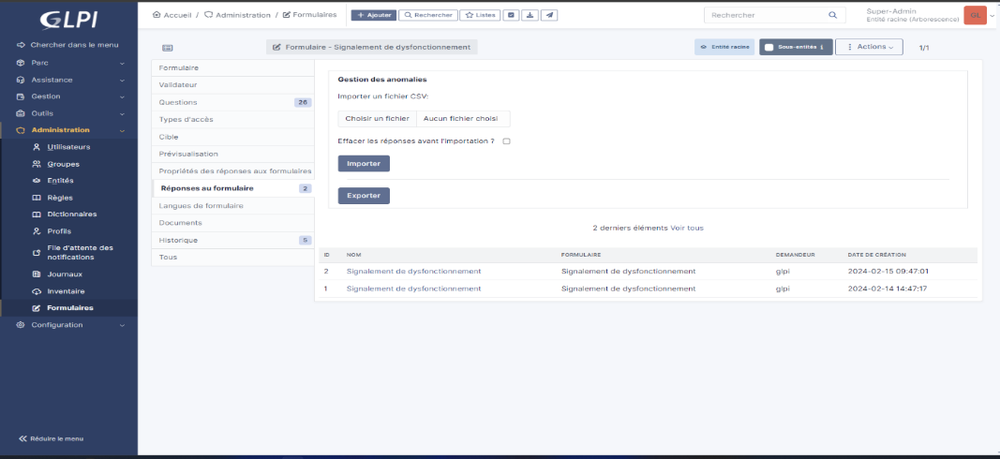 GLPI
Chercher dans le menu
Parc
Assistance
Gestion
Outils
Administration
Utilisateurs
Groupes
Entités
Règles
Dictionnaires
Profils
File d'attente des
notifications
Journaux
Inventaire
Formulaires
Configuration
Réduire le menu
Accueil / Administration / Formulaires
+ Ajouter
Rechercher
Listes
Rechercher
Super-Admin
Entité racine (Arborescence)
GL
Formulaire - Signalement de dysfonctionnement
Entité racine
Sous-entités
Actions
1/1
Formulaire
Validateur
Questions 26
Types d'accès
Cible
Prévisualisation
Propriétés des réponses aux formulaires
Réponses au formulaire 2
Langues de formulaire
Documents
Historique 5
Tous
Gestion des anomalies
Importer un fichier CSV:
Choisir un fichier Aucun fichier choisi
Effacer les réponses avant l'importation ?
Importer
Exporter
2 derniers éléments Voir tous
ID NOM FORMULAIRE DEMANDEUR DATE DE CRÉATION
2 Signalement de dysfonctionnement Signalement de dysfonctionnement glpi 2024-02-15 09:47:01
1 Signalement de dysfonctionnement Signalement de dysfonctionnement glpi 2024-02-14 14:47:17